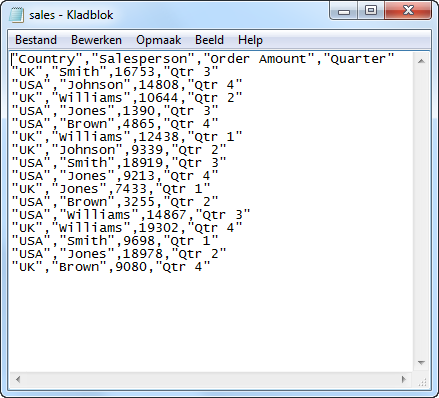 sales - Kladblok
Bestand Bewerken Opmaak Beeld Help
"Country","Salesperson","Order Amount","Quarter"
"UK","Smith",16753,"Qtr 3"
"USA","Johnson",14808,"Qtr 4"
"UK","Williams",10644,"Qtr 2"
"USA","Jones",1390,"Qtr 3"
"USA","Brown",4865,"Qtr 4"
"UK","Williams",12438,"Qtr 1"
"UK","Johnson",9339,"Qtr 2"
"USA","Smith",18919,"Qtr 3"
"USA","Jones",9213,"Qtr 4"
"UK","Jones",7433,"Qtr 1"
"USA","Brown",3255,"Qtr 2"
"USA","Williams",14867,"Qtr 3"
"UK","Williams",19302,"Qtr 4"
"USA","Smith",9698,"Qtr 1"
"USA","Jones",18978,"Qtr 2"
"UK","Brown",9080,"Qtr 4"